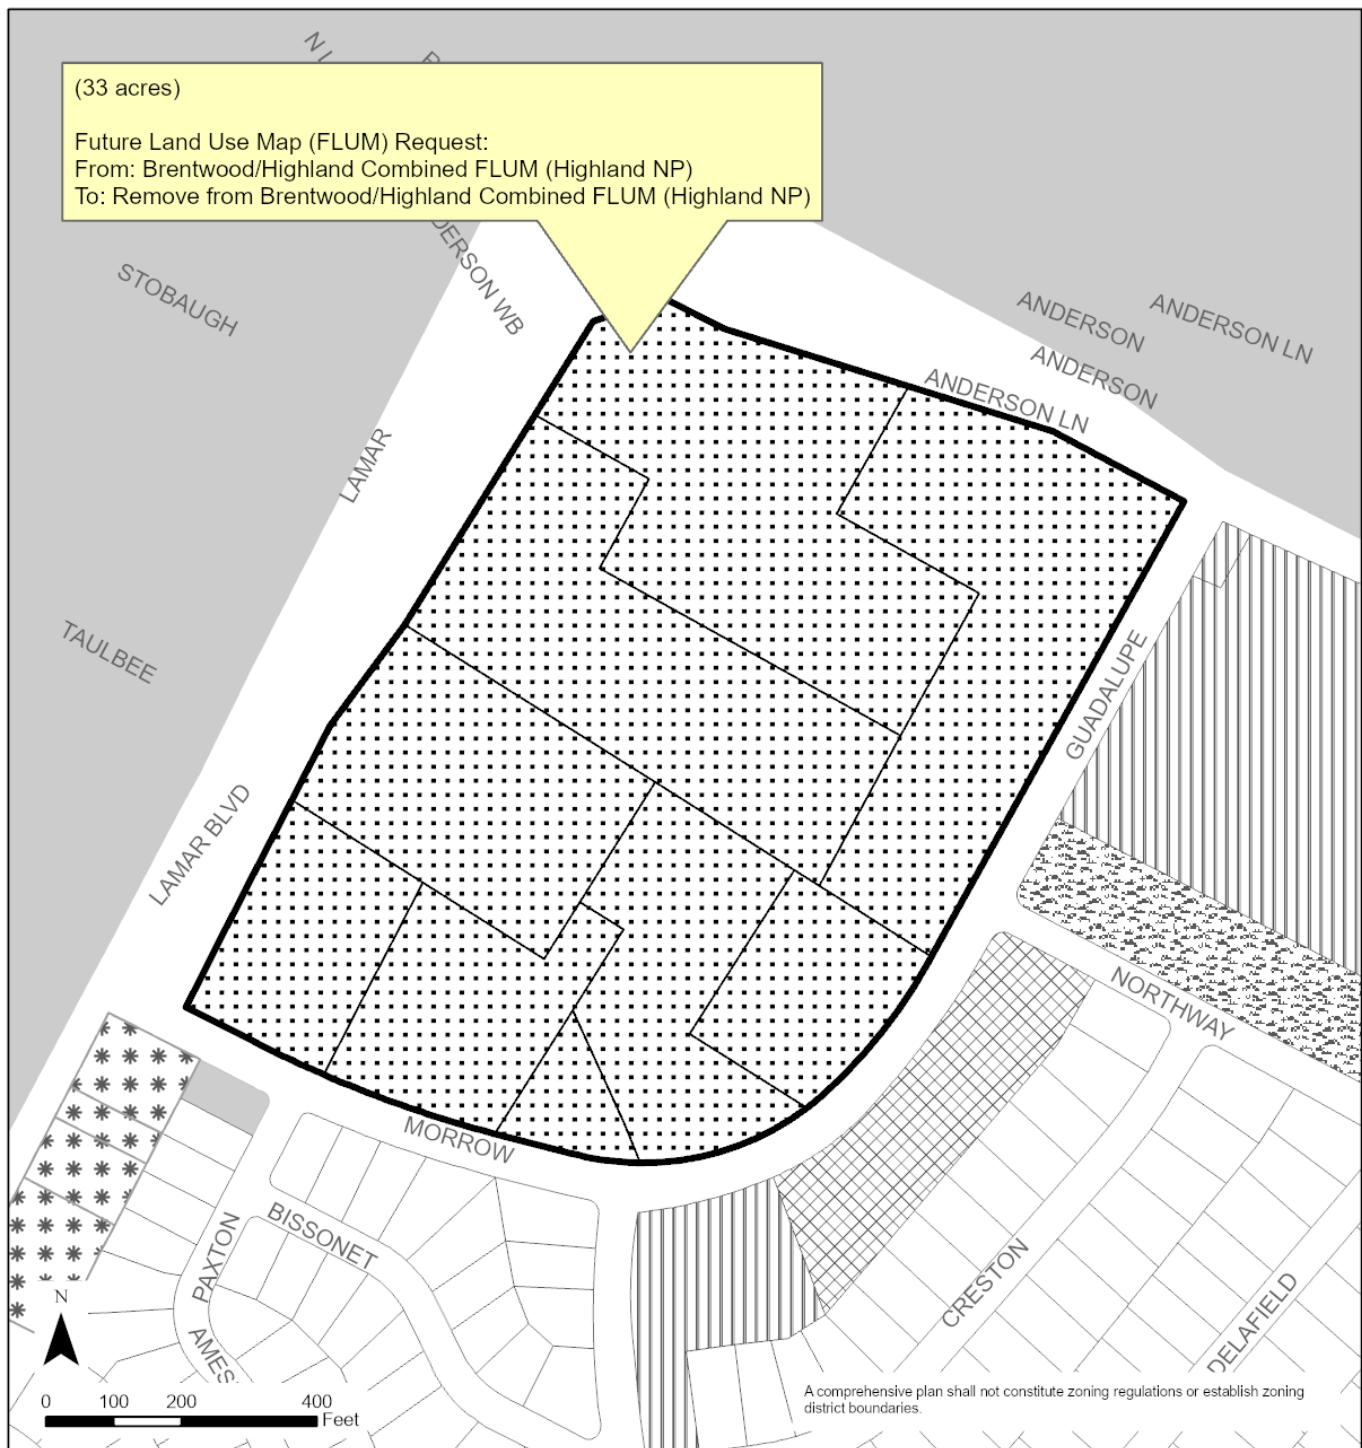 (33 acres)
Future Land Use Map (FLUM) Request:
From: Brentwood/Highland Combined FLUM (Highland NP)
To: Remove from Brentwood/Highland Combined FLUM (Highland NP)
STOBAUGH
DERSON WB
ANDERSON
ANDERSON LN
ANDERSON
ANDERSON LN
LAMAR
TAULBEE
GUADALUPE
LAMAR BLVD
NORTHWAY
MORROW
PAXTON
BISSONET
CRESTON
DELAFIELD
AMES
N
0 100 200 400
Feet
A comprehensive plan shall not constitute zoning regulations or establish zoning
district boundaries.